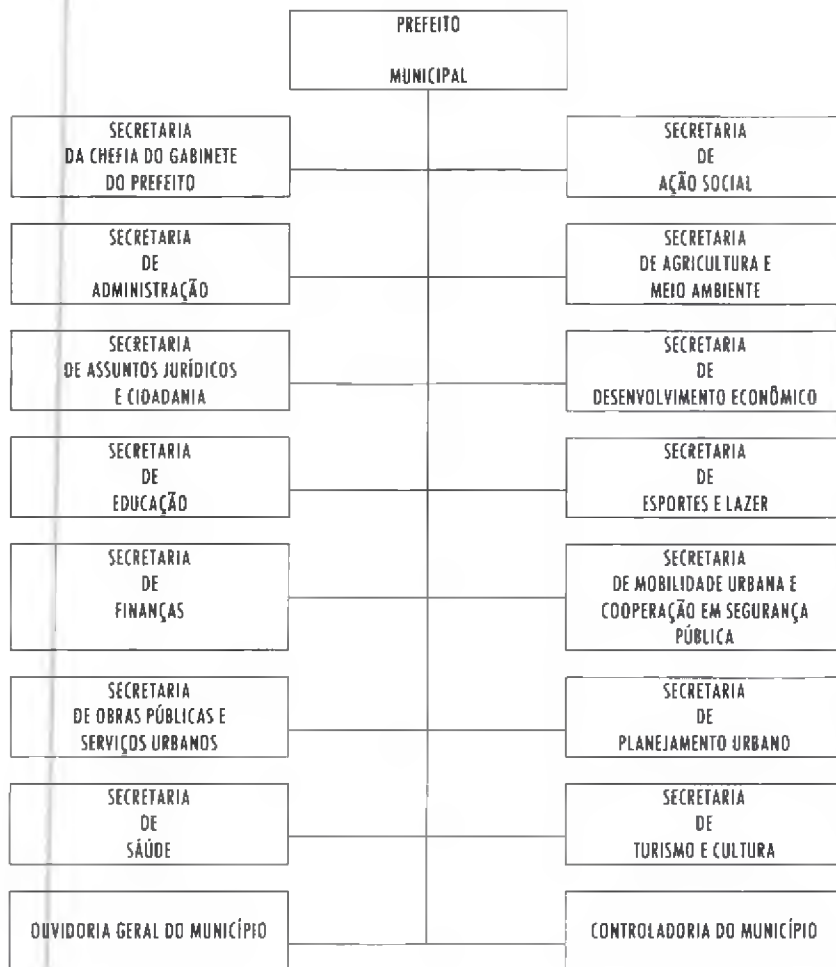 PREFEITO
MUNICIPAL
SECRETARIA
DA CHEFIA DO GABINETE
DO PREFEITO
SECRETARIA
DE
AÇÃO SOCIAL
SECRETARIA
DE
ADMINISTRAÇÃO
SECRETARIA
DE AGRICULTURA E
MEIO AMBIENTE
SECRETARIA
DE ASSUNTOS JURÍDICOS
E CIDADANIA
SECRETARIA
DE
DESENVOLVIMENTO ECONÔMICO
SECRETARIA
DE
EDUCAÇÃO
SECRETARIA
DE
ESPORTES E LAZER
SECRETARIA
DE
FINANÇAS
SECRETARIA
DE MOBILIDADE URBANA E
COOPERAÇÃO EM SEGURANÇA
PÚBLICA
SECRETARIA
DE OBRAS PÚBLICAS E
SERVIÇOS URBANOS
SECRETARIA
DE
PLANEJAMENTO URBANO
SECRETARIA
DE
SÁÚDE
SECRETARIA
DE
TURISMO E CULTURA
OUVIDORIA GERAL DO MUNICÍPIO
CONTROLADORIA DO MUNICÍPIO